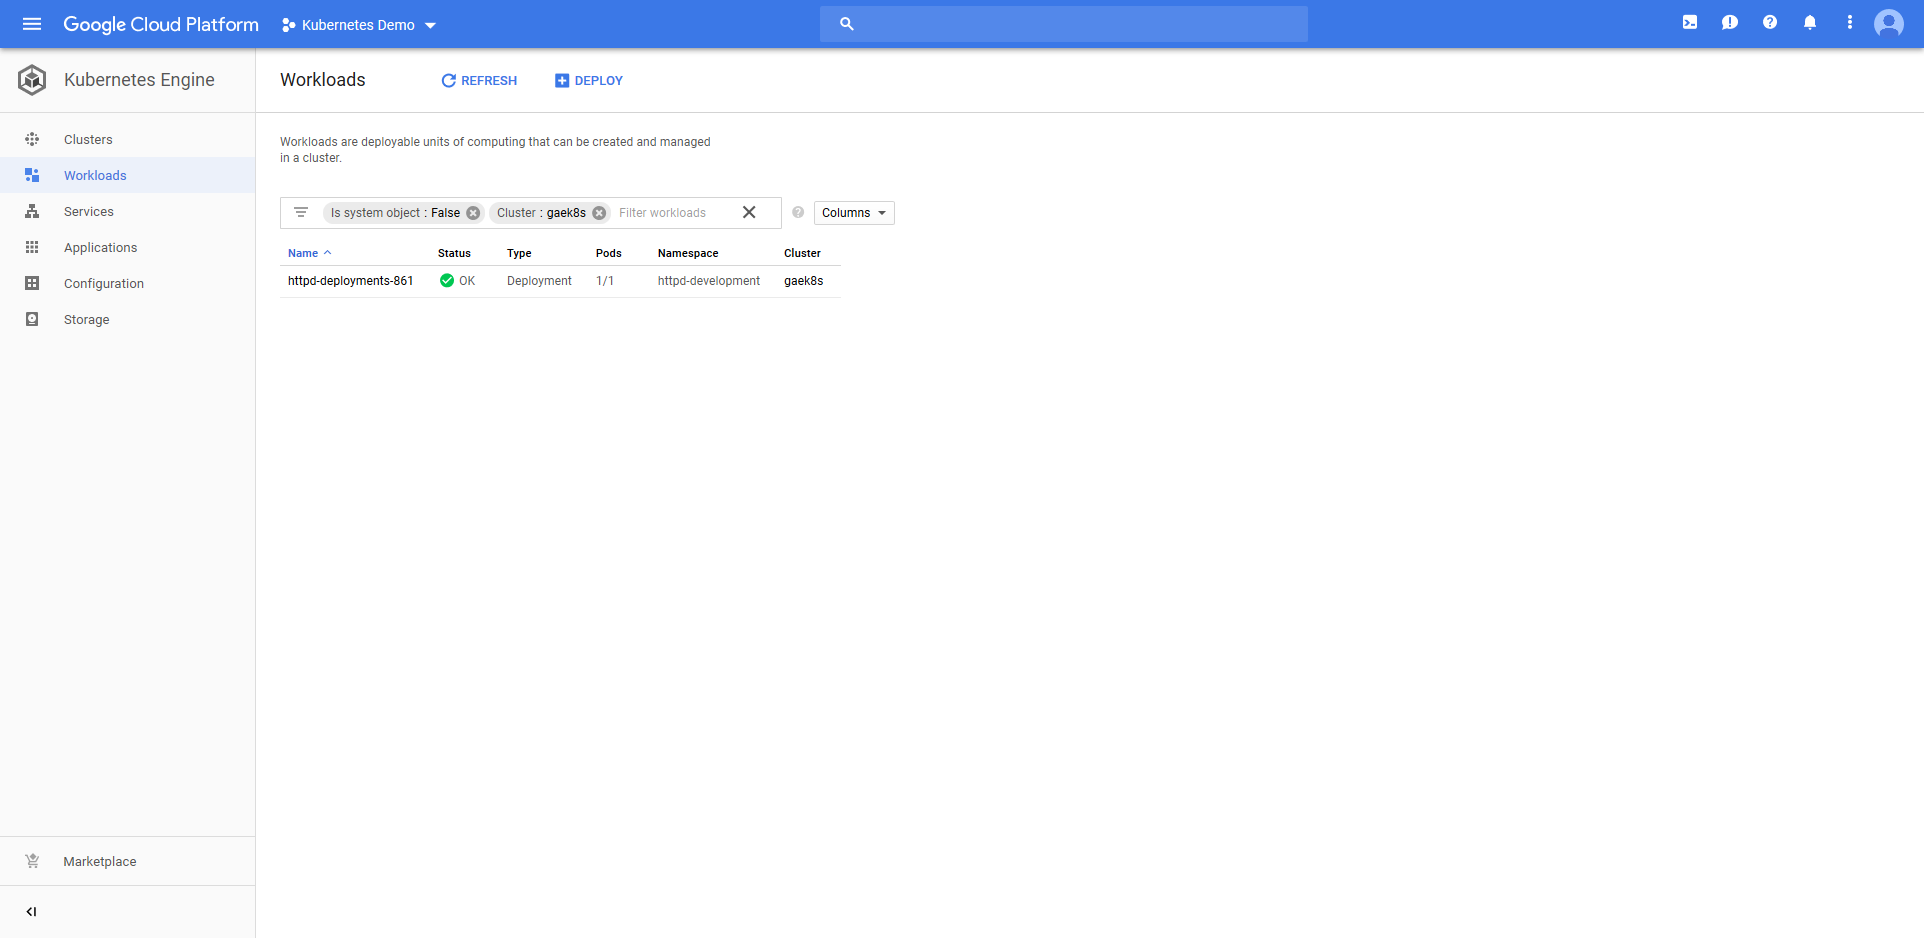 Google Cloud Platform
Kubernetes Demo
Kubernetes Engine
Workloads
REFRESH
DEPLOY
Clusters
Workloads
Services
Applications
Configuration
Storage
Marketplace
Workloads are deployable units of computing that can be created and managed
in a cluster.
Is system object : False Cluster : gaek8s Filter workloads
Columns
Name Status Type Pods Namespace Cluster
httpd-deployments-861 OK Deployment 1/1 httpd-development gaek8s